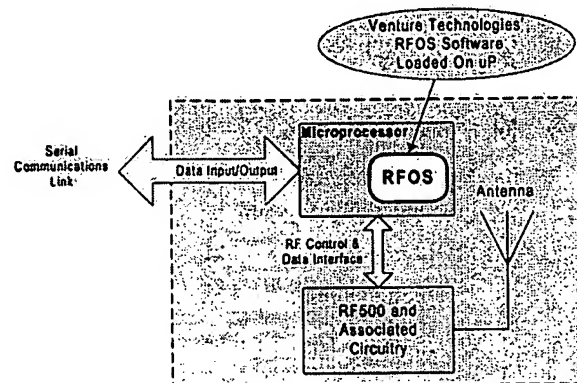 Venture Technologies'
RFOS Software
Loaded On uP
Microprocessor
Serial
Communications
Link
Data Input/Output
RFOS
Antenna
RF Control &
Data Interface
RF500 and
Associated
Circuitry